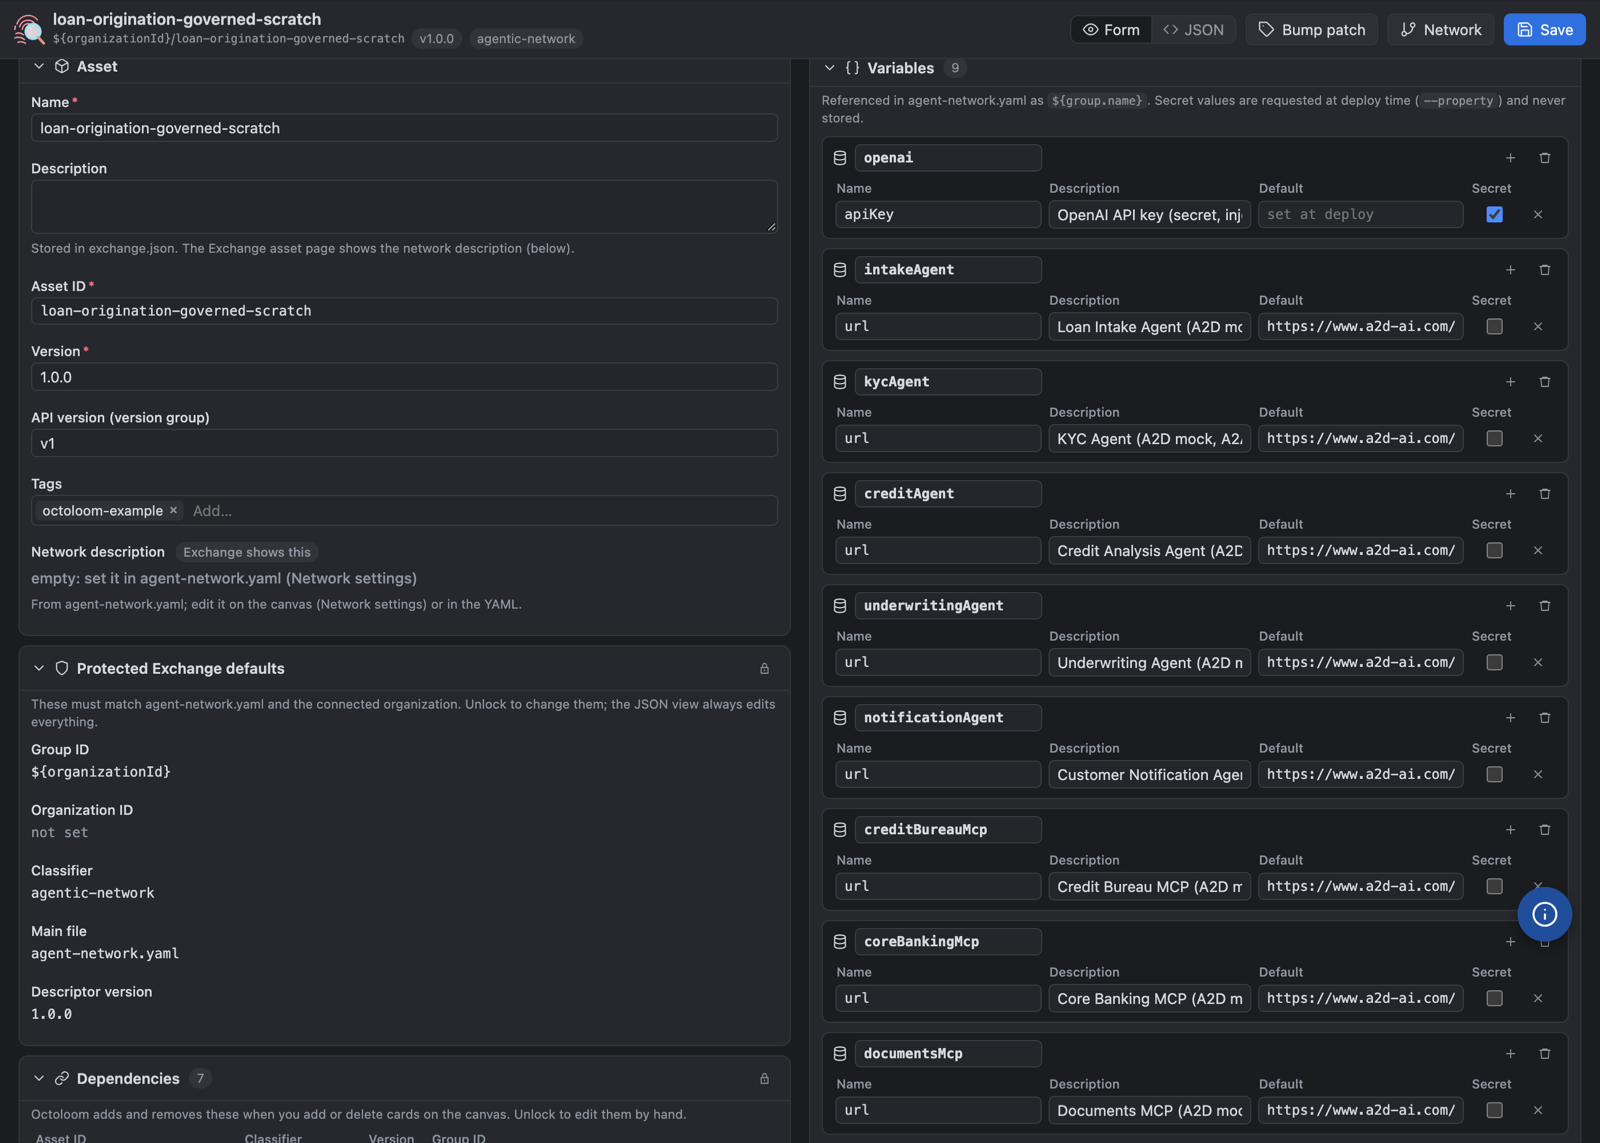 loan-origination-governed-scratch
${organizationId}/loan-origination-governed-scratch v1.0.0 agentic-network
Form JSON Bump patch Network Save
Asset
Name*
loan-origination-governed-scratch
Description
Stored in exchange.json. The Exchange asset page shows the network description (below).
Asset ID*
loan-origination-governed-scratch
Version*
1.0.0
API version (version group)
v1
Tags
octoloom-example × Add...
Network description Exchange shows this
empty: set it in agent-network.yaml (Network settings)
From agent-network.yaml; edit it on the canvas (Network settings) or in the YAML.
Protected Exchange defaults
These must match agent-network.yaml and the connected organization. Unlock to change them; the JSON view always edits
everything.
Group ID
${organizationId}
Organization ID
not set
Classifier
agentic-network
Main file
agent-network.yaml
Descriptor version
1.0.0
Dependencies 7
Octoloom adds and removes these when you add or delete cards on the canvas. Unlock to edit them by hand.
Asset ID Classifier Version Group ID
{} Variables 9
Referenced in agent-network.yaml as ${group.name}. Secret values are requested at deploy time (--property) and never
stored.
openai
Name Description Default Secret
apiKey OpenAI API key (secret, inj set at deploy
intakeAgent
Name Description Default Secret
url Loan Intake Agent (A2D mo https://www.a2d-ai.com/
kycAgent
Name Description Default Secret
url KYC Agent (A2D mock, A2A https://www.a2d-ai.com/
creditAgent
Name Description Default Secret
url Credit Analysis Agent (A2D https://www.a2d-ai.com/
underwritingAgent
Name Description Default Secret
url Underwriting Agent (A2D m https://www.a2d-ai.com/
notificationAgent
Name Description Default Secret
url Customer Notification Agen https://www.a2d-ai.com/
creditBureauMcp
Name Description Default Secret
url Credit Bureau MCP (A2D m https://www.a2d-ai.com/
coreBankingMcp
Name Description Default Secret
url Core Banking MCP (A2D m https://www.a2d-ai.com/
documentsMcp
Name Description Default Secret
url Documents MCP (A2D moc https://www.a2d-ai.com/